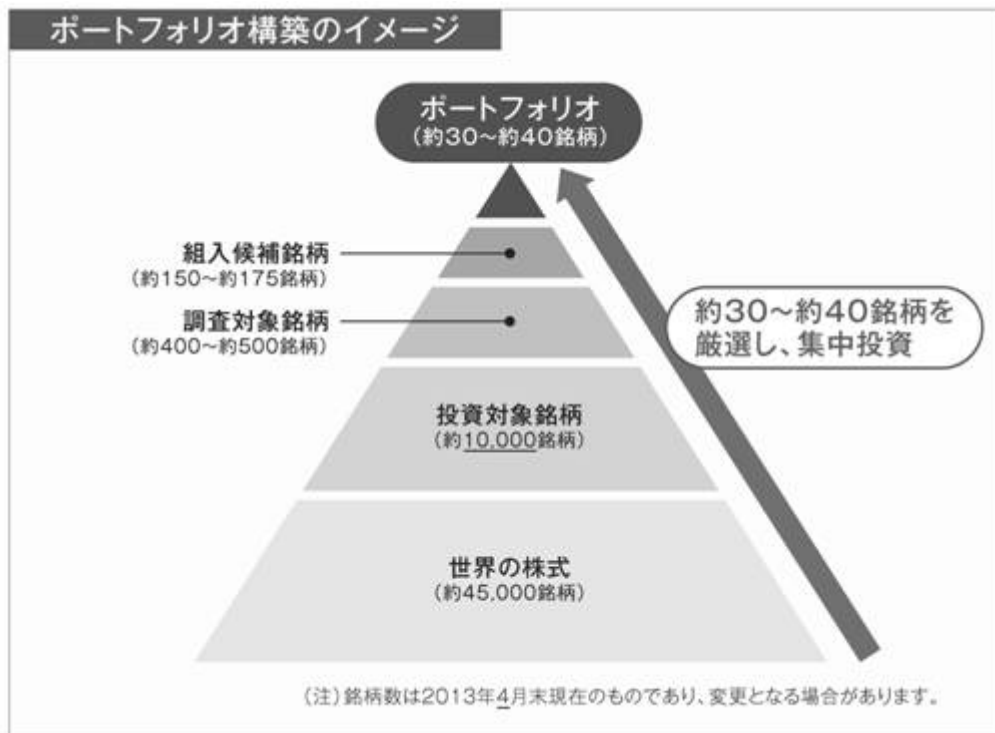 ポートフォリオ構築のイメージ
ポートフォリオ
(約30~約40銘柄)
組入候補銘柄
(約150~約175銘柄)
調査対象銘柄
(約400~約500銘柄)
約30~約40銘柄を
厳選し、集中投資
投資対象銘柄
(約10,000銘柄)
世界の株式
(約45,000銘柄)
(注)銘柄数は2013年4月末現在のものであり、変更となる場合があります。